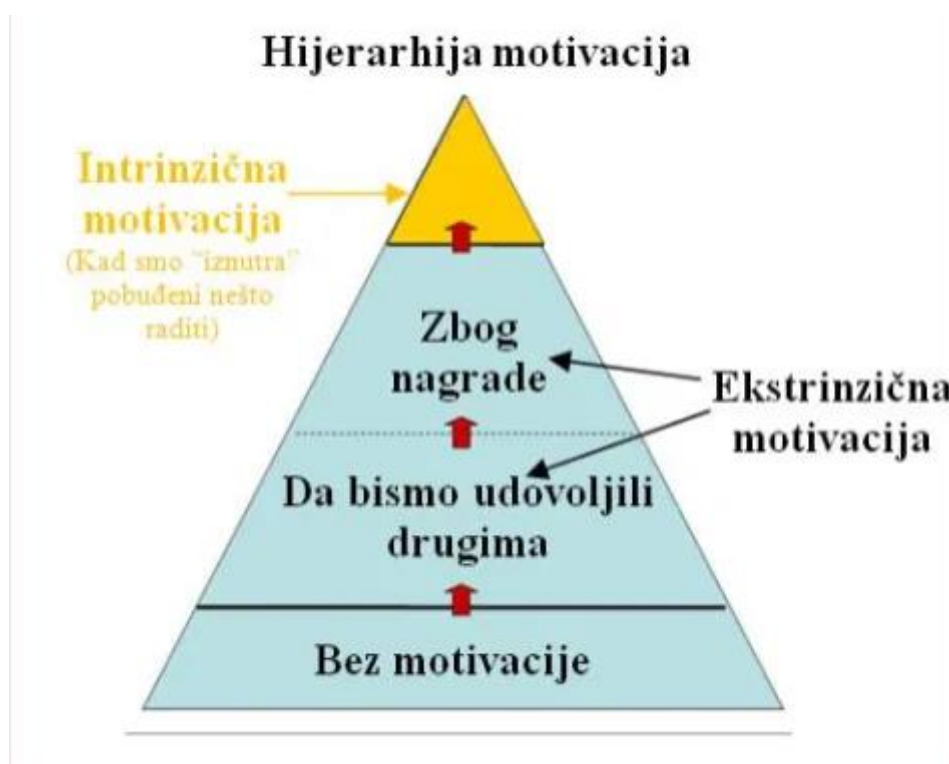 Hijerarhija motivacija
Intrinzična
motivacija
(Kad smo "iznutra"
pobuđeni nešto
raditi)
Zbog
nagrade
Ekstrinzična
motivacija
Da bismo udovoljili
drugima
Bez motivacije